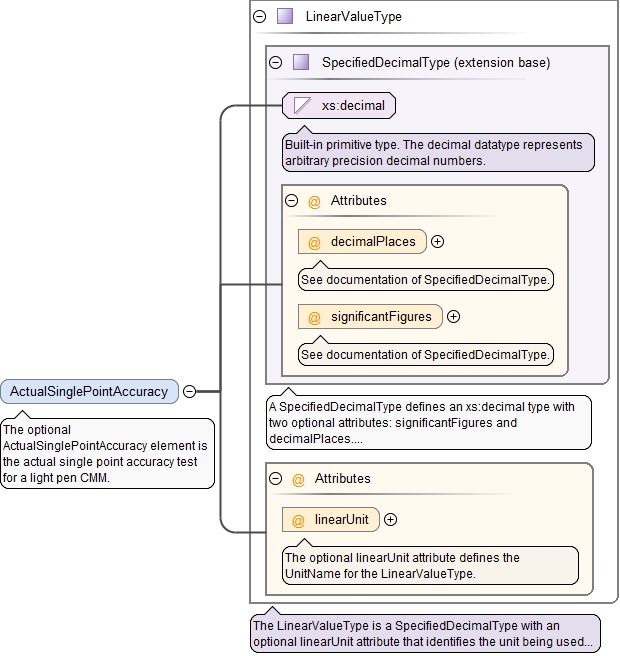 LinearValueType
SpecifiedDecimalType (extension base)
xs:decimal
Built-in primitive type. The decimal datatype represents
arbitrary precision decimal numbers.
@ Attributes
@ decimalPlaces
See documentation of SpecifiedDecimalType.
@ significantFigures
See documentation of SpecifiedDecimalType.
ActualSinglePointAccuracy
The optional
ActualSinglePointAccuracy element is
the actual single point accuracy test
for a light pen CMM.
A SpecifiedDecimalType defines an xs:decimal type with
two optional attributes: significantFigures and
decimalPlaces....
@ Attributes
@ linearUnit
The optional linearUnit attribute defines the
UnitName for the LinearValueType.
The LinearValueType is a SpecifiedDecimalType with an
optional linearUnit attribute that identifies the unit being used...